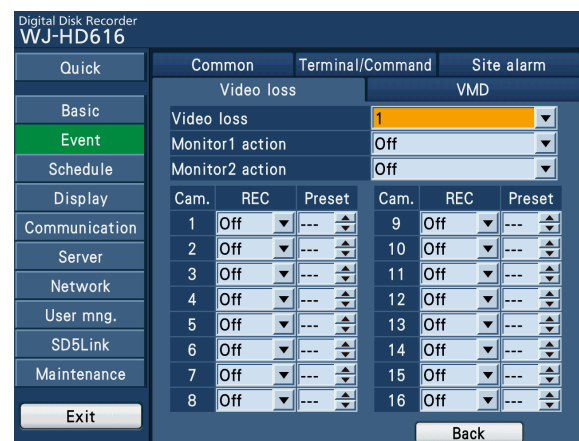 Digital Disk Recorder
WJ-HD616
Quick
Basic
Event
Schedule
Display
Communication
Server
Network
User mng.
SD5Link
Maintenance
Exit
Common Terminal/Command Site alarm
Video loss VMD
Video loss 1
Monitor1 action Off
Monitor2 action Off
Cam. REC Preset Cam. REC Preset
1 Off --- 9 Off ---
2 Off --- 10 Off ---
3 Off --- 11 Off ---
4 Off --- 12 Off ---
5 Off --- 13 Off ---
6 Off --- 14 Off ---
7 Off --- 15 Off ---
8 Off --- 16 Off ---
Back